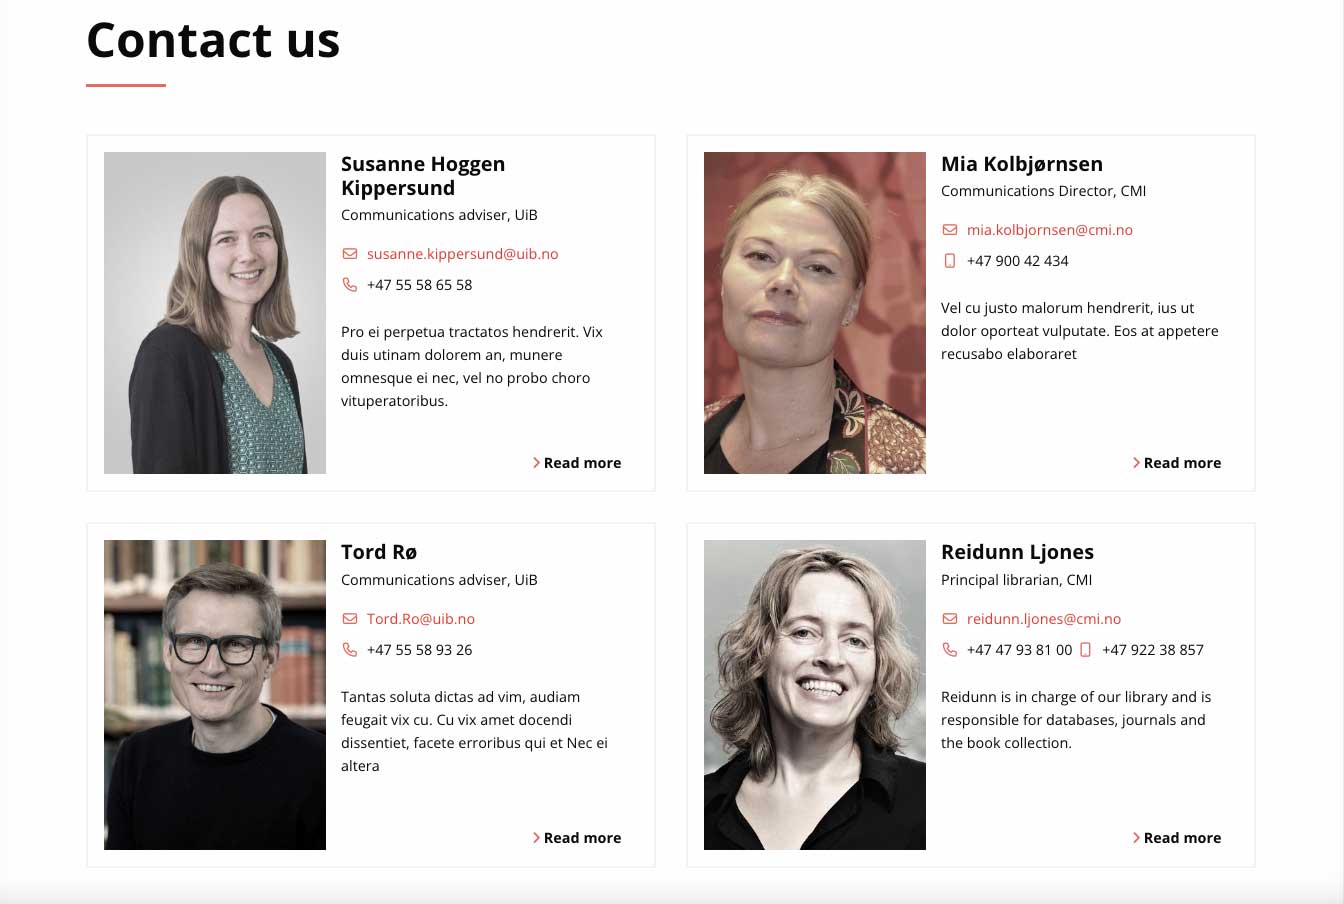 Contact us
Susanne Hoggen
Kippersund
Communications adviser, UiB
susanne.kippersund@uib.no
+47 55 58 65 58
Pro ei perpetua tractatos hendrerit. Vix
duis utinam dolorem an, munere
omnesque ei nec, vel no probo choro
vituperatoribus.
Read more
Mia Kolbjørnsen
Communications Director, CMI
mia.kolbjornsen@cmi.no
+47 900 42 434
Vel cu justo malorum hendrerit, ius ut
dolor oporteat vulputate. Eos at appetere
recusabo elaboraret
Read more
Tord Rø
Communications adviser, UiB
Tord.Ro@uib.no
+47 55 58 93 26
Tantas soluta dictas ad vim, audiam
feugait vix cu. Cu vix amet docendi
dissentiet, facete erroribus qui et Nec ei
altera
Read more
Reidunn Ljones
Principal librarian, CMI
reidunn.ljones@cmi.no
+47 47 93 81 00 +47 922 38 857
Reidunn is in charge of our library and is
responsible for databases, journals and
the book collection.
Read more